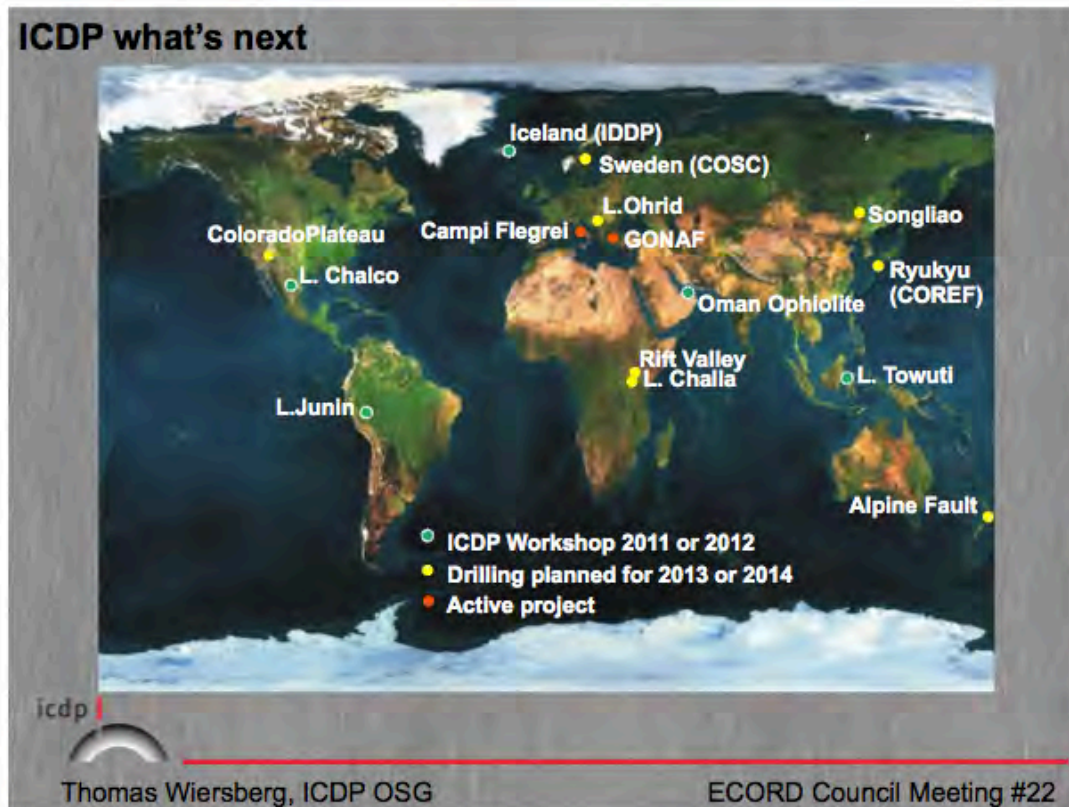 ICDP what's next
Iceland (IDDP)
Sweden (COSC)
L.Ohrid
Songliao
Campi Flegrei
GONAF
ColoradoPlateau
L. Chalco
Ryukyu
(COREF)
Oman Ophiolite
Rift Valley
L. Challa
L. Towuti
L.Junin
Alpine Fault
ICDP Workshop 2011 or 2012
Drilling planned for 2013 or 2014
Active project
icdp
Thomas Wiersberg, ICDP OSG
ECORD Council Meeting #22